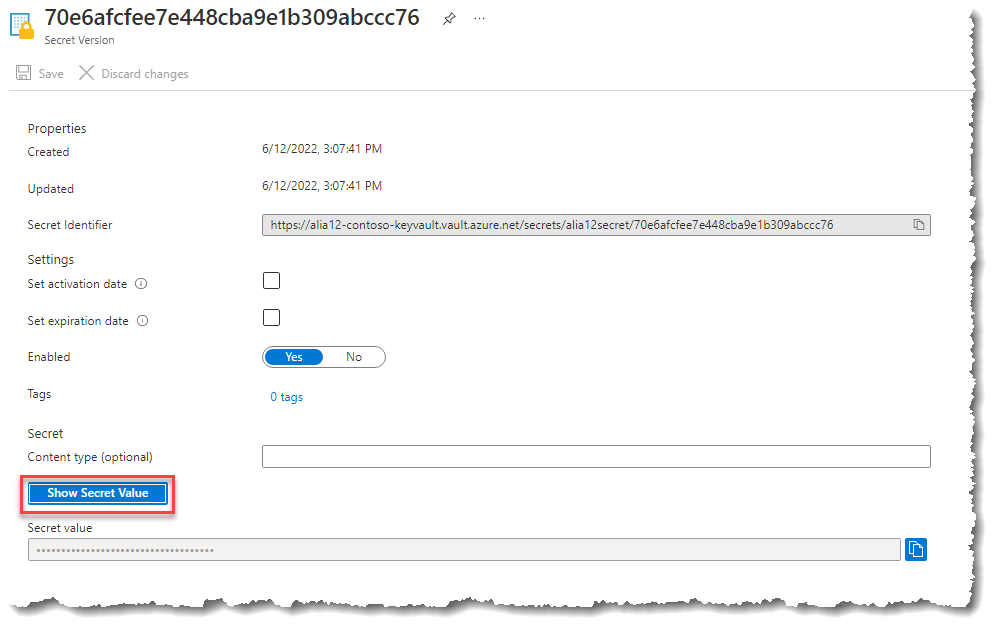 70e6afcfee7e448cba9e1b309abccc76
Secret Version
Save Discard changes
Properties
Created 6/12/2022, 3:07:41 PM
Updated 6/12/2022, 3:07:41 PM
Secret Identifier https://alia12-contoso-keyvault.vault.azure.net/secrets/alia12secret/70e6afcfee7e448cba9e1b309abccc76
Settings
Set activation date
Set expiration date
Enabled Yes No
Tags 0 tags
Secret
Content type (optional)
Show Secret Value
Secret value
••••••••••••••••••••••••••••••••••••